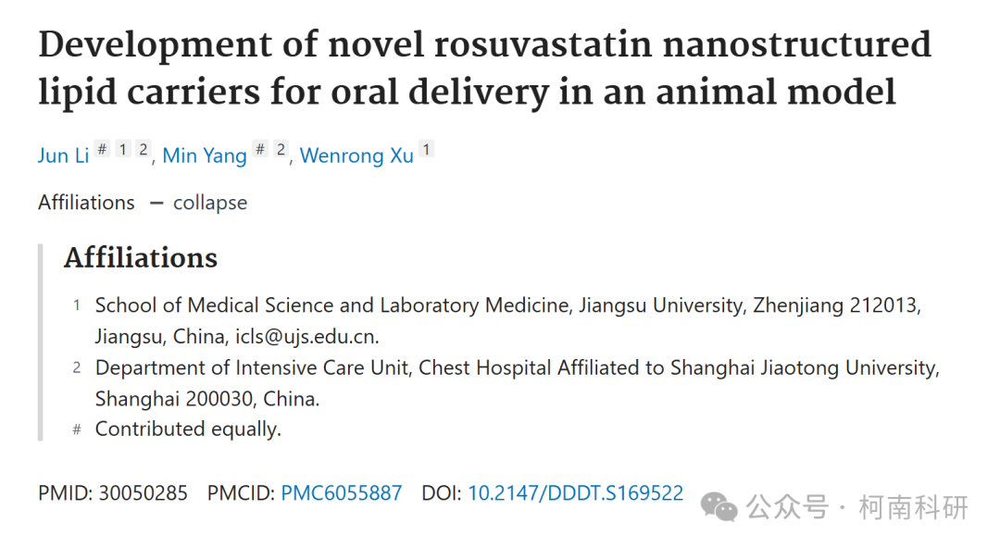 Development of novel rosuvastatin nanostructured
lipid carriers for oral delivery in an animal model
Jun Li # 1 2, Min Yang # 2, Wenrong Xu 1
Affiliations − collapse
Affiliations
1 School of Medical Science and Laboratory Medicine, Jiangsu University, Zhenjiang 212013,
Jiangsu, China, icls@ujs.edu.cn.
2 Department of Intensive Care Unit, Chest Hospital Affiliated to Shanghai Jiaotong University,
Shanghai 200030, China.
# Contributed equally.
PMID: 30050285 PMCID: PMC6055887 DOI: 10.2147/DDDT.S169522
公众号 · 柯南科研